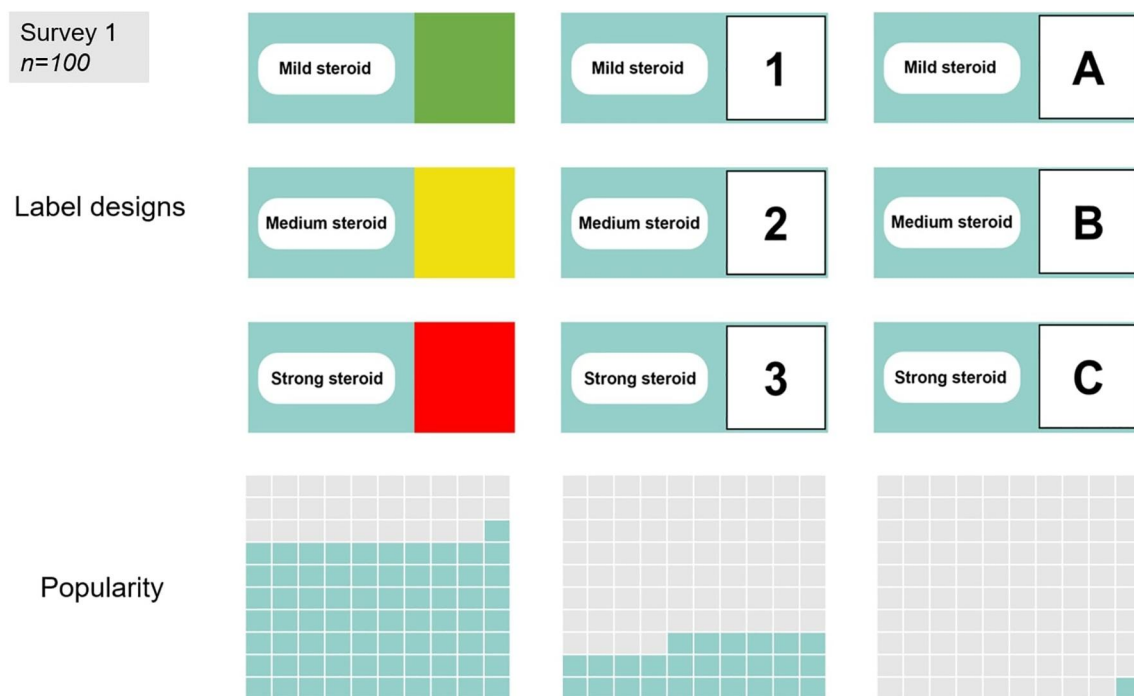 Survey 1
n=100
Mild steroid
Mild steroid
1
Mild steroid
A
Label designs
Medium steroid
Medium steroid
2
Medium steroid
B
Strong steroid
Strong steroid
3
Strong steroid
C
Popularity